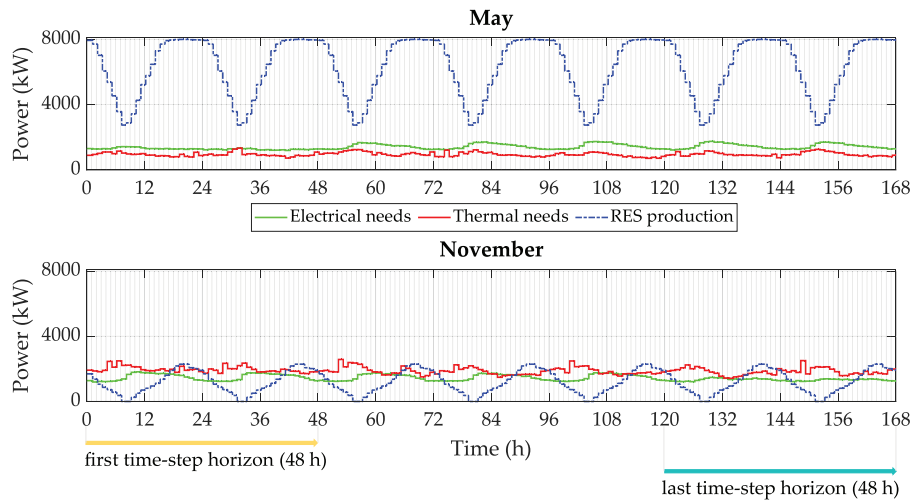 May
Power (kW)
8000
4000
0
0 12 24 36 48 60 72 84 96 108 120 132 144 156 168
Electrical needs Thermal needs RES production
November
Power (kW)
8000
4000
0
0 12 24 36 48 60 72 84 96 108 120 132 144 156 168
Time (h)
first time-step horizon (48 h)
last time-step horizon (48 h)